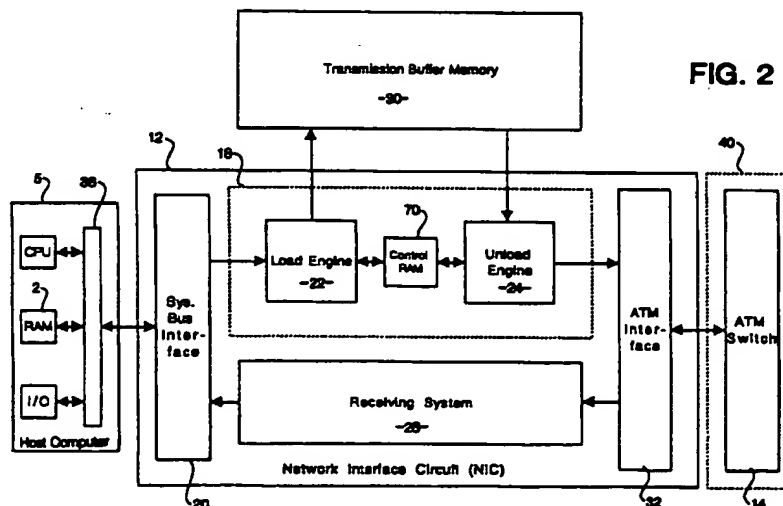 Transmission Buffer Memory
-30-
FIG. 2
12
18
40
5
36
CPU
2
RAM
I/O
Host Computer
Sys.
Bus
Inter-
face
20
Load Engine
-22-
70
Control
RAM
Unload
Engine
-24-
Receiving System
-26-
Network Interface Circuit (NIC)
ATM
Inter-
face
32
ATM
Switch
14